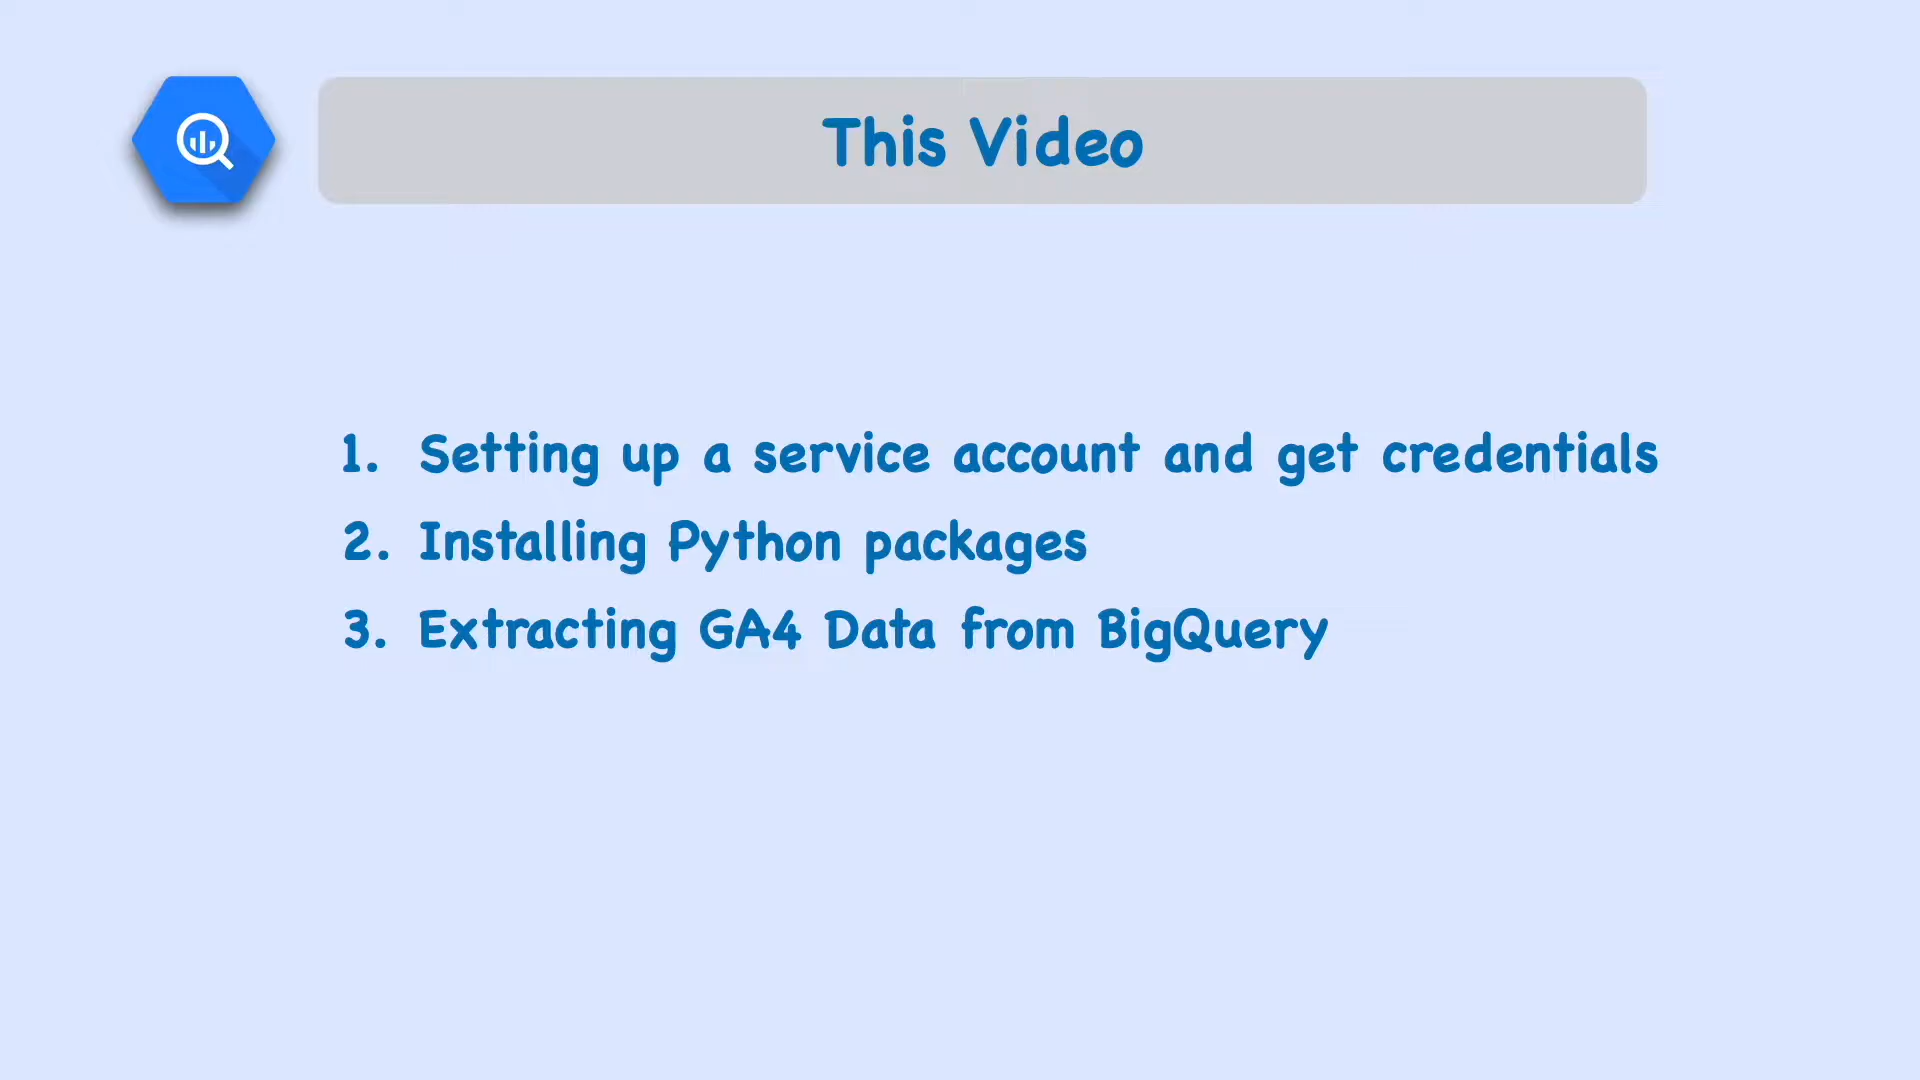 This Video
1. Setting up a service account and get credentials
2. Installing Python packages
3. Extracting GA4 Data from BigQuery